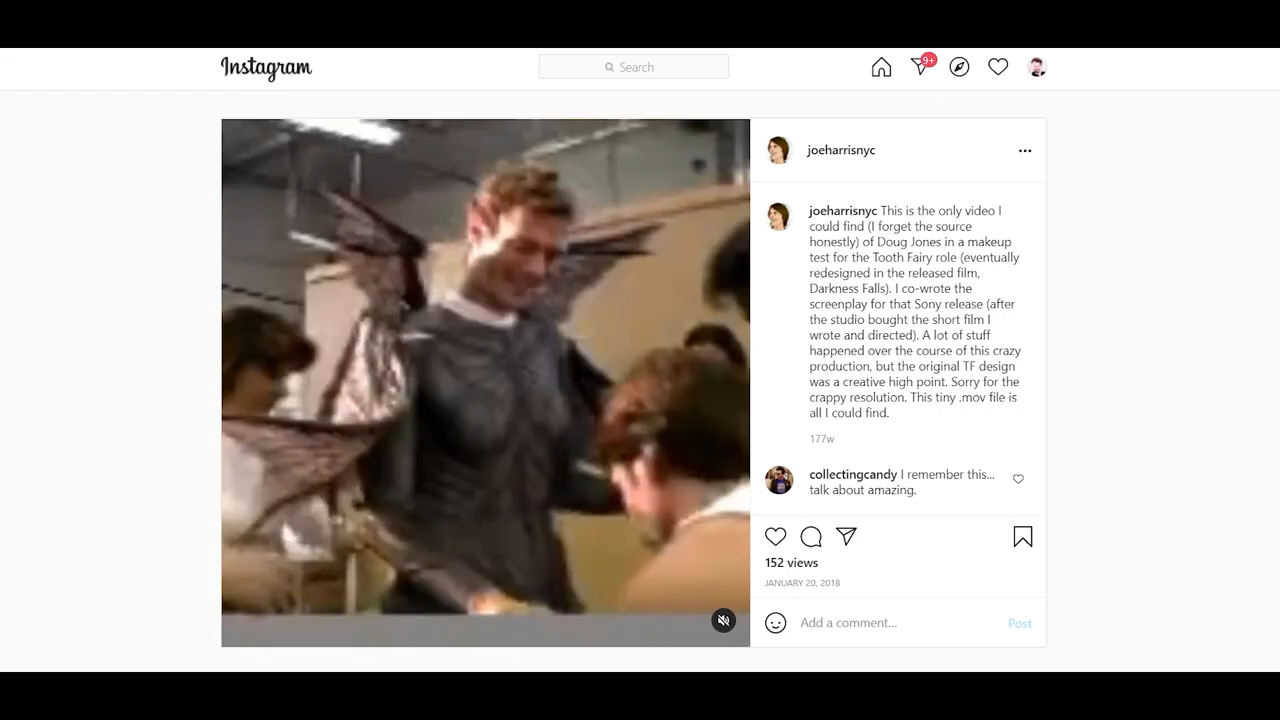 Instagram
Search
9+
joeharrisnyc
joeharrisnyc This is the only video I
could find (I forget the source
honestly) of Doug Jones in a makeup
test for the Tooth Fairy role (eventually
redesigned in the released film,
Darkness Falls). I co-wrote the
screenplay for that Sony release (after
the studio bought the short film I
wrote and directed). A lot of stuff
happened over the course of this crazy
production, but the original TF design
was a creative high point. Sorry for the
crappy resolution. This tiny .mov file is
all I could find.
177w
collectingcandy I remember this...
talk about amazing.
152 views
JANUARY 20, 2018
Add a comment...
Post